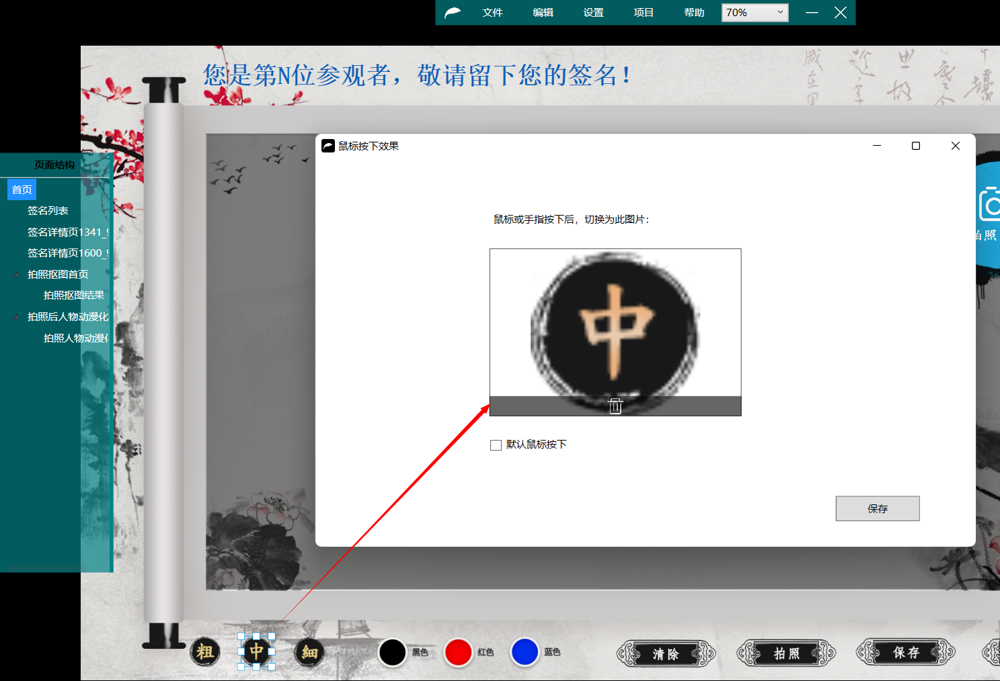 文件 编辑 设置 项目 帮助 70%
您是第N位参观者，敬请留下您的签名！
鼠标按下效果
页面结构
首页
签名列表
签名详情页1341_9
签名详情页1600_9
拍照抠图首页
拍照抠图结果
拍照后人物动漫化
拍照人物动漫化
鼠标或手指按下后，切换为此图片：
中
拍照
默认鼠标按下
保存
粗 中 細 黑色 红色 蓝色 清除 拍照 保存